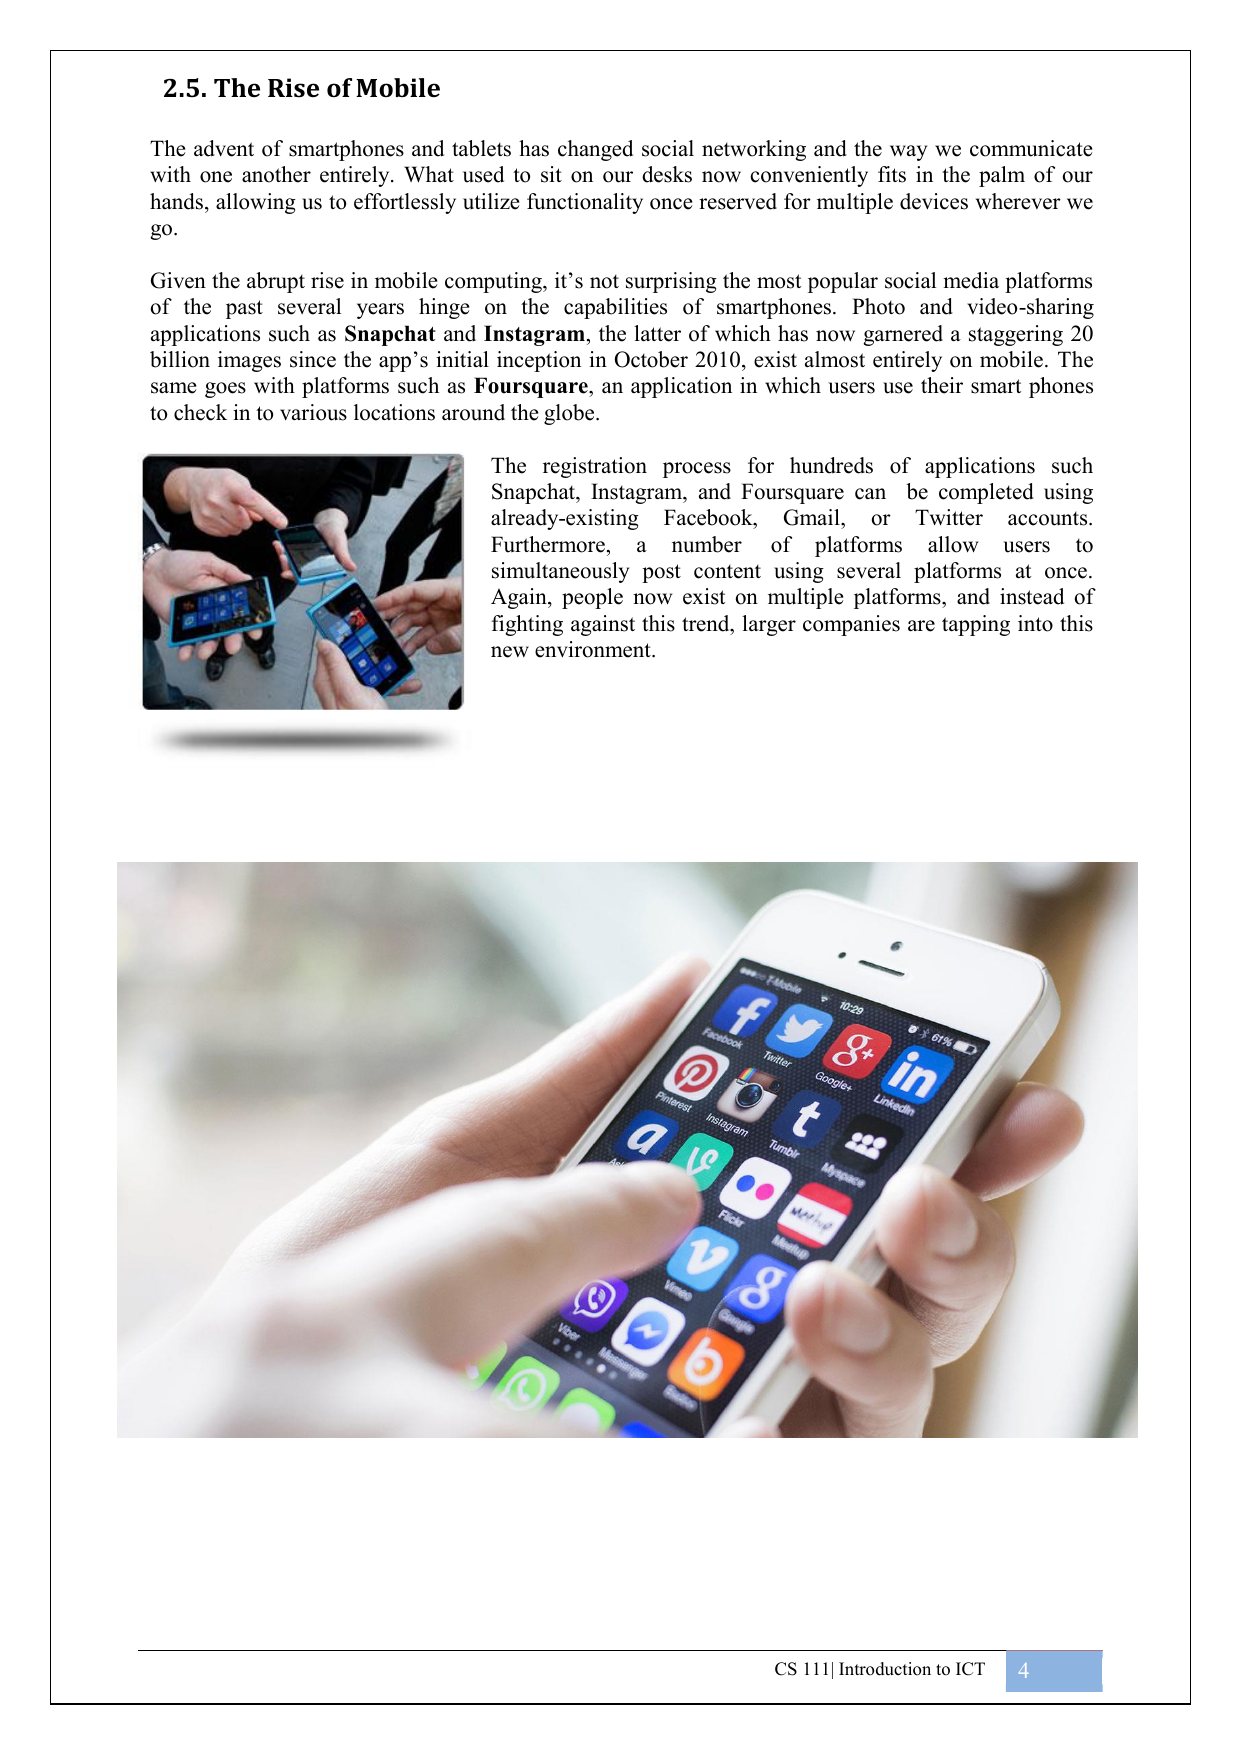 2.5. The Rise of Mobile
The advent of smartphones and tablets has changed social networking and the way we communicate
with one another entirely. What used to sit on our desks now conveniently fits in the palm of our
hands, allowing us to effortlessly utilize functionality once reserved for multiple devices wherever we
go.
Given the abrupt rise in mobile computing, it’s not surprising the most popular social media platforms
of the past several years hinge on the capabilities of smartphones. Photo and video-sharing
applications such as Snapchat and Instagram, the latter of which has now garnered a staggering 20
billion images since the app’s initial inception in October 2010, exist almost entirely on mobile. The
same goes with platforms such as Foursquare, an application in which users use their smart phones
to check in to various locations around the globe.
The registration process for hundreds of applications such
Snapchat, Instagram, and Foursquare can be completed using
already-existing Facebook, Gmail, or Twitter accounts.
Furthermore, a number of platforms allow users to
simultaneously post content using several platforms at once.
Again, people now exist on multiple platforms, and instead of
fighting against this trend, larger companies are tapping into this
new environment.
T-Mobile 10:29 61%
Facebook Twitter Google+ LinkedIn
Pinterest Instagram Tumblr Myspace
Flickr Meetup
Vimeo Google
Viber Messenger
CS 111| Introduction to ICT 4